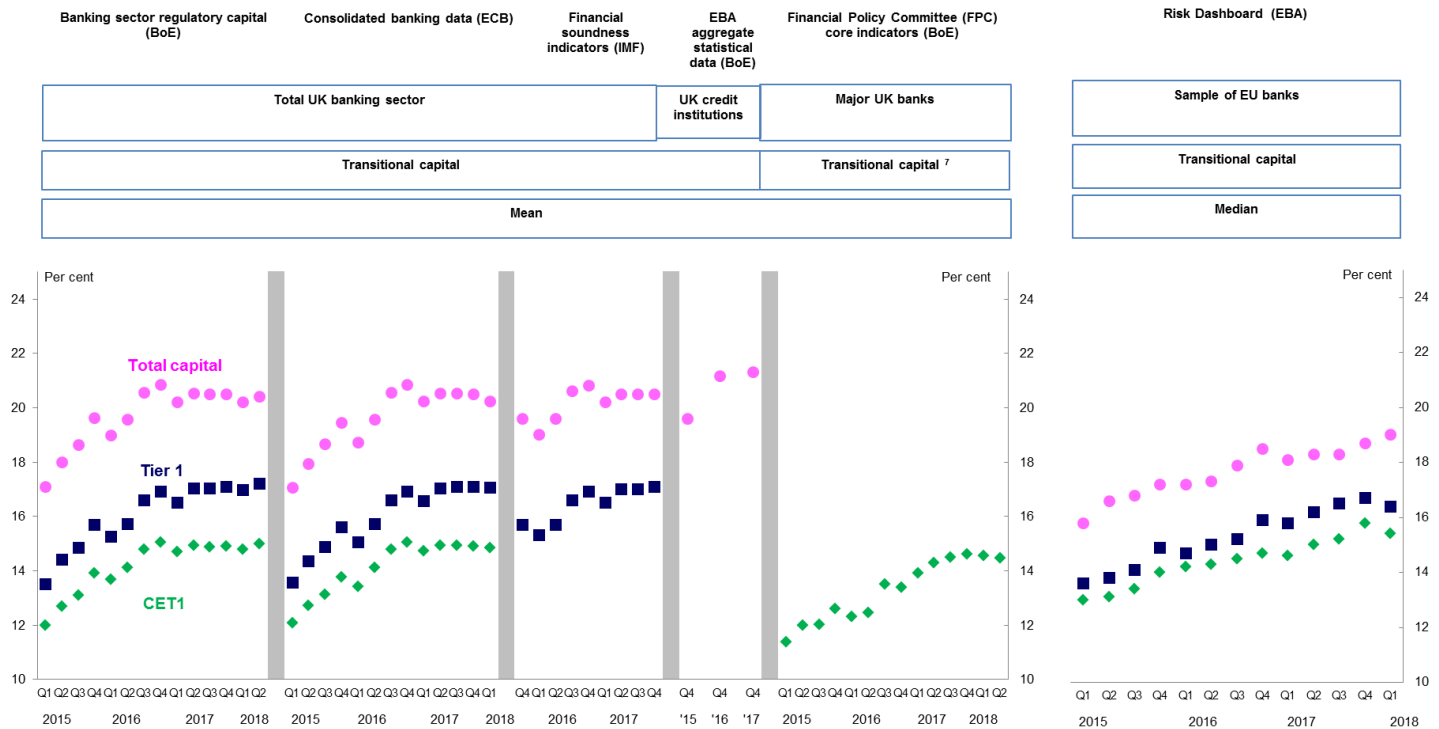 Banking sector regulatory capital
(BoE)
Consolidated banking data (ECB)
Financial
soundness
indicators (IMF)
EBA
aggregate
statistical
data (BoE)
Financial Policy Committee (FPC)
core indicators (BoE)
Risk Dashboard (EBA)
Total UK banking sector
UK credit
institutions
Major UK banks
Sample of EU banks
Transitional capital
Transitional capital 7
Transitional capital
Mean
Median
Per cent
Per cent
Per cent
24
24
24
22
22
22
20
20
20
18
18
18
16
16
16
14
14
14
12
12
12
10
10
10
Total capital
Tier 1
CET1
Q1 Q2 Q3 Q4 Q1 Q2 Q3 Q4 Q1 Q2 Q3 Q4 Q1 Q2
2015 2016 2017 2018
Q1 Q2 Q3 Q4 Q1 Q2 Q3 Q4 Q1 Q2 Q3 Q4 Q1
2015 2016 2017 2018
Q4 Q1 Q2 Q3 Q4 Q1 Q2 Q3 Q4
2016 2017
Q4 Q4 Q4
'15 '16 '17
Q1 Q2 Q3 Q4 Q1 Q2 Q3 Q4 Q1 Q2 Q3 Q4 Q1 Q2
2015 2016 2017 2018
Q1 Q2 Q3 Q4 Q1 Q2 Q3 Q4 Q1 Q2 Q3 Q4 Q1
2015 2016 2017 2018